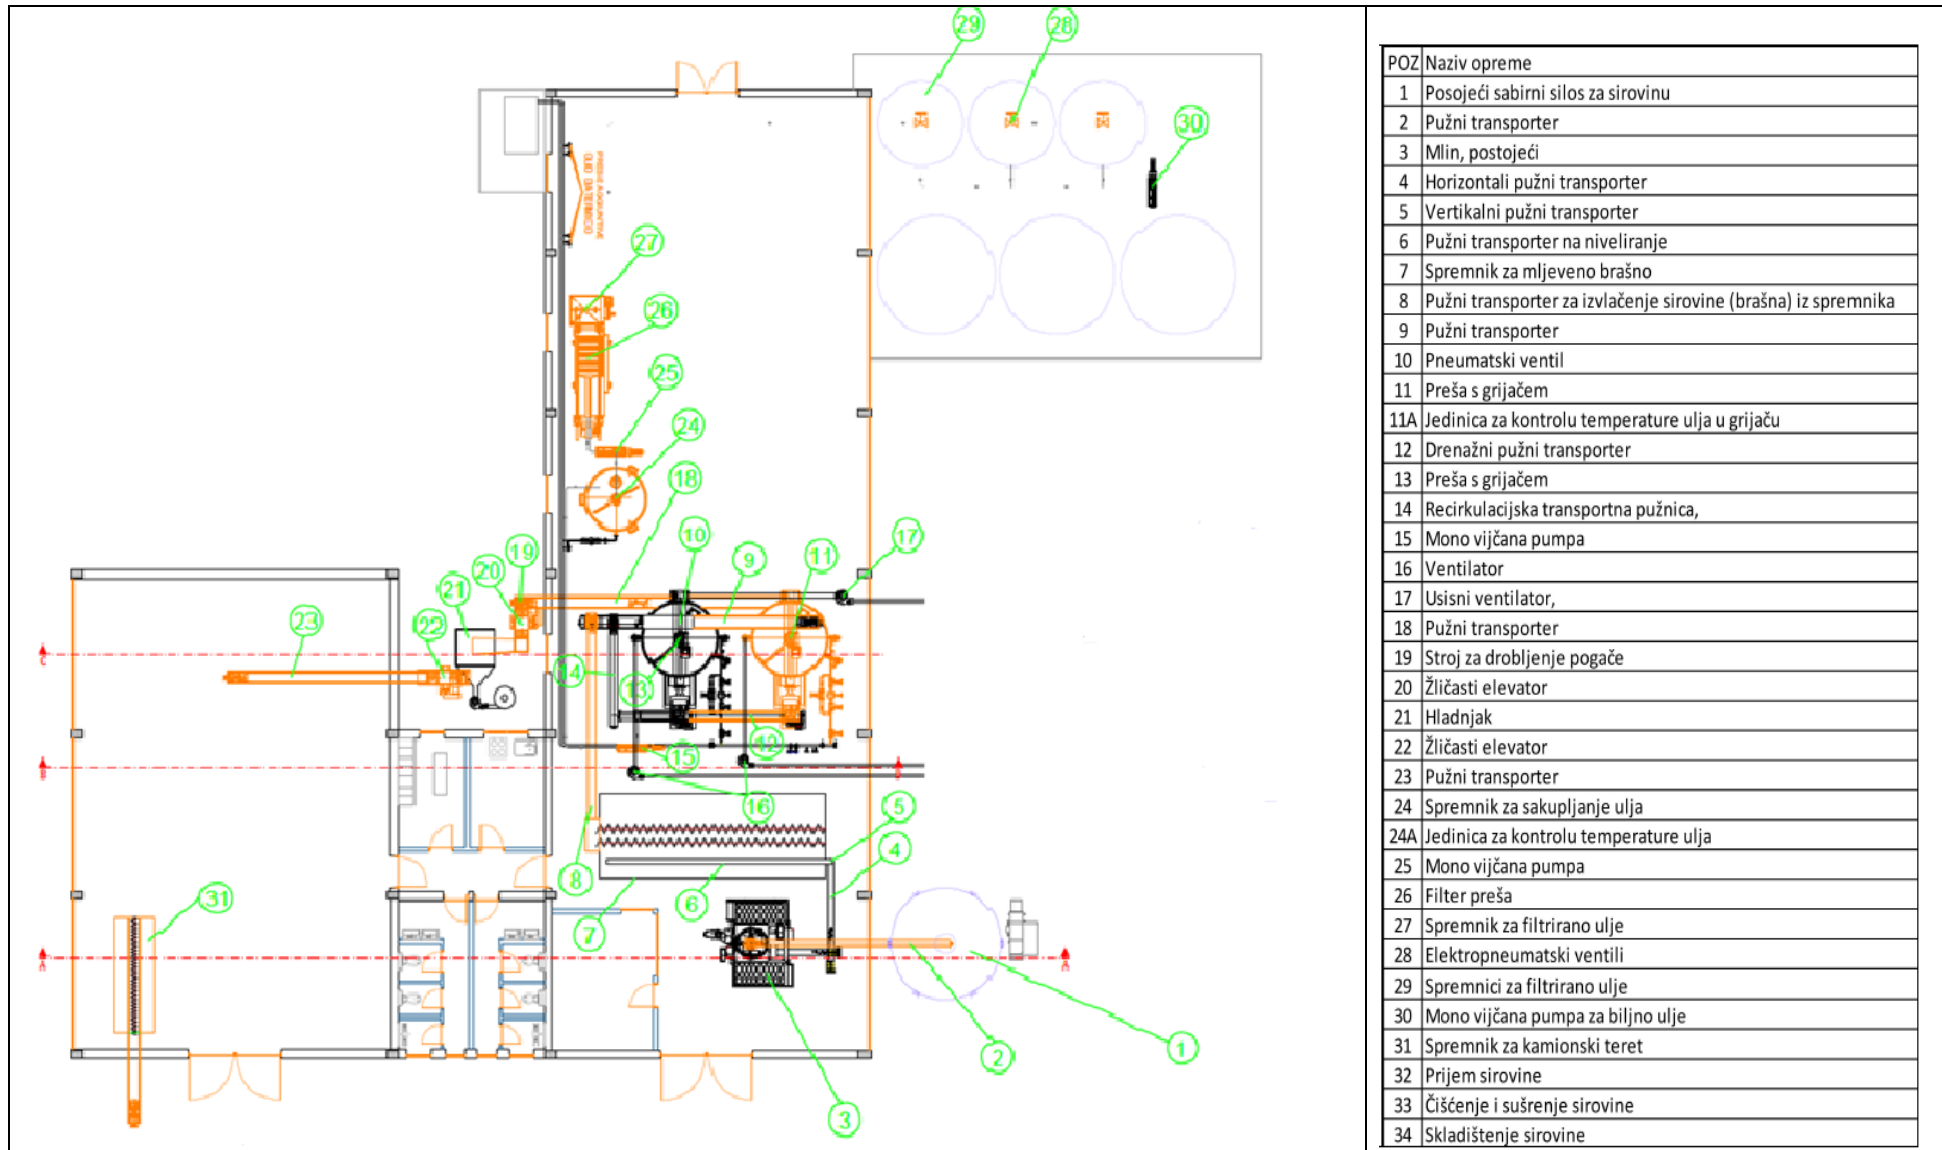 29
28
30
27
26
25
24
18
10
17
19
9
11
20
21
23
22
14
13
12
15
16
5
4
8
6
31
7
2
1
3
POZ Naziv opreme
1 Posojeći sabirni silos za sirovinu
2 Pužni transporter
3 Mlin, postojeći
4 Horizontali pužni transporter
5 Vertikalni pužni transporter
6 Pužni transporter na niveliranje
7 Spremnik za mljeveno brašno
8 Pužni transporter za izvlačenje sirovine (brašna) iz spremnika
9 Pužni transporter
10 Pneumatski ventil
11 Preša s grijačem
11A Jedinica za kontrolu temperature ulja u grijaču
12 Drenažni pužni transporter
13 Preša s grijačem
14 Recirkulacijska transportna pužnica,
15 Mono vijčana pumpa
16 Ventilator
17 Usisni ventilator,
18 Pužni transporter
19 Stroj za drobljenje pogače
20 Žličasti elevator
21 Hladnjak
22 Žličasti elevator
23 Pužni transporter
24 Spremnik za sakupljanje ulja
24A Jedinica za kontrolu temperature ulja
25 Mono vijčana pumpa
26 Filter preša
27 Spremnik za filtrirano ulje
28 Elektropneumatski ventili
29 Spremnici za filtrirano ulje
30 Mono vijčana pumpa za biljno ulje
31 Spremnik za kamionski teret
32 Prijem sirovine
33 Čišćenje i sušrenje sirovine
34 Skladištenje sirovine